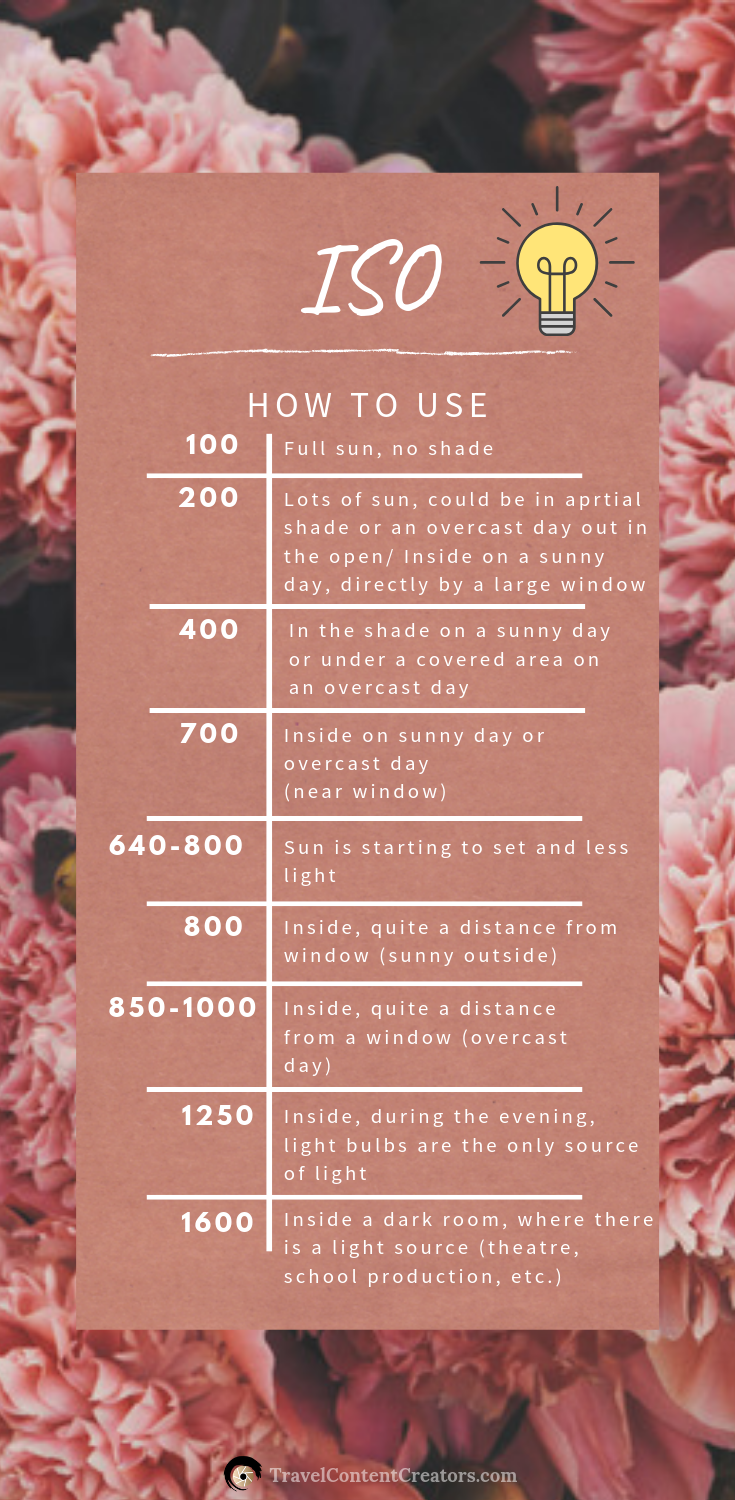 ISO
HOW TO USE
100
Full sun, no shade
200
Lots of sun, could be in aprtial
shade or an overcast day out in
the open/ Inside on a sunny
day, directly by a large window
400
In the shade on a sunny day
or under a covered area on
an overcast day
700
Inside on sunny day or
overcast day
(near window)
640-800
Sun is starting to set and less
light
800
Inside, quite a distance from
window (sunny outside)
850-1000
Inside, quite a distance
from a window (overcast
day)
1250
Inside, during the evening,
light bulbs are the only source
of light
1600
Inside a dark room, where there
is a light source (theatre,
school production, etc.)
TravelContentCreators.com